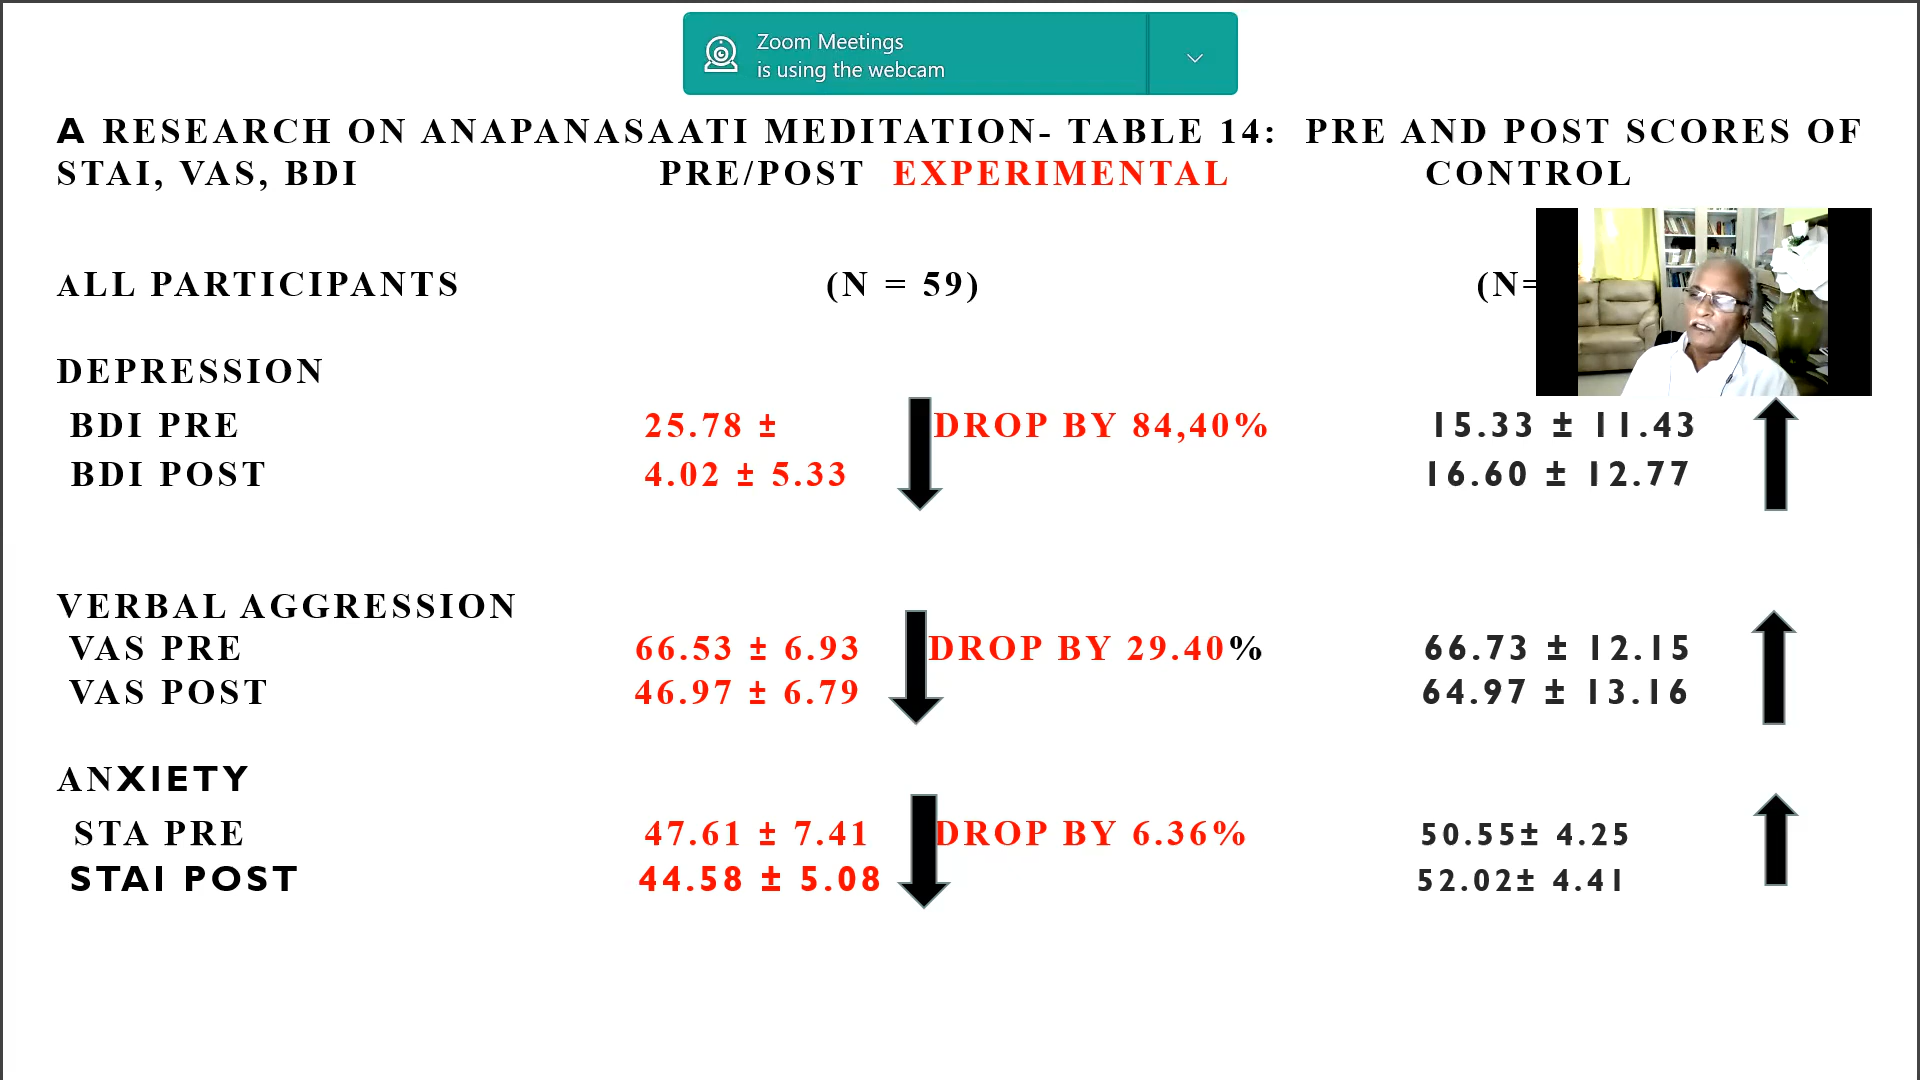 Zoom Meetings
is using the webcam
A RESEARCH ON ANAPANASAATI MEDITATION- TABLE 14: PRE AND POST SCORES OF
STAI, VAS, BDI PRE/POST EXPERIMENTAL CONTROL
ALL PARTICIPANTS (N = 59) (N=
DEPRESSION
BDI PRE 25.78 ± DROP BY 84,40% 15.33 ± 11.43
BDI POST 4.02 ± 5.33 16.60 ± 12.77
VERBAL AGGRESSION
VAS PRE 66.53 ± 6.93 DROP BY 29.40% 66.73 ± 12.15
VAS POST 46.97 ± 6.79 64.97 ± 13.16
ANXIETY
STA PRE 47.61 ± 7.41 DROP BY 6.36% 50.55± 4.25
STAI POST 44.58 ± 5.08 52.02± 4.41